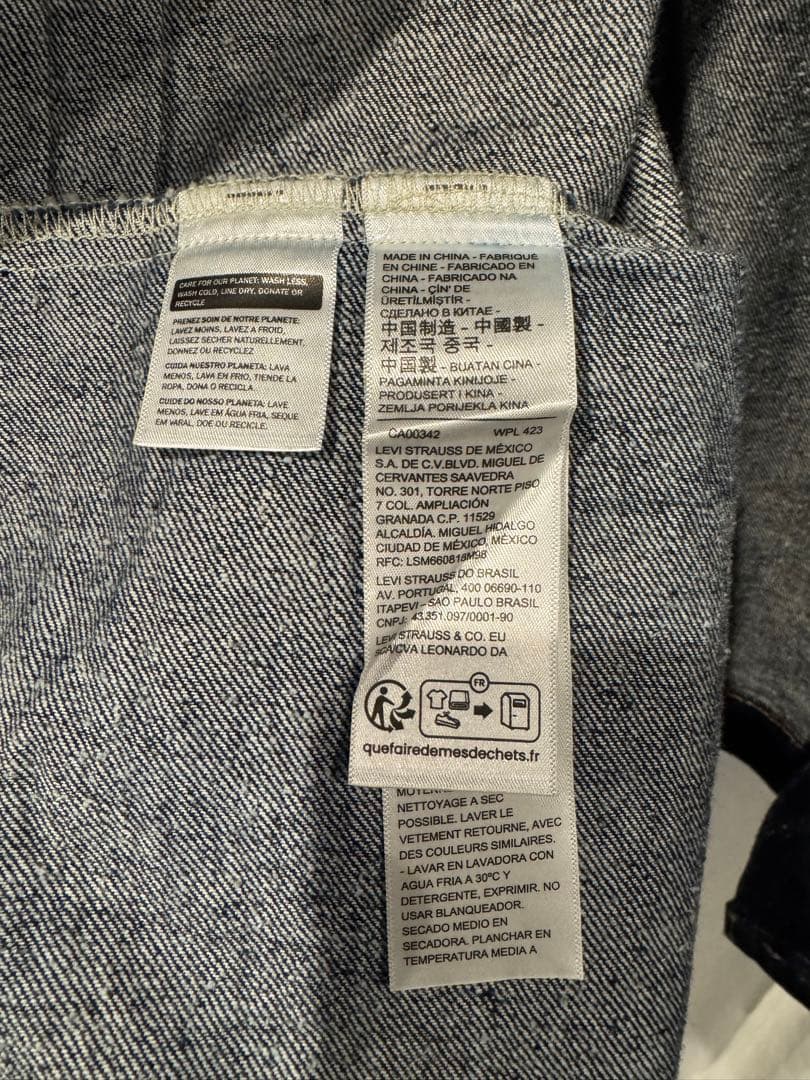 CARE FOR OUR PLANET: WASH LESS,
WASH COLD, LINE DRY, DONATE OR
RECYCLE
PRENEZ SOIN DE NOTRE PLANETE:
LAVEZ MOINS, LAVEZ A FROID,
LAISSEZ SECHER NATURELLEMENT,
DONNEZ OU RECYCLEZ
CUIDA NUESTRO PLANETA: LAVA
MENOS, LAVA EN FRIO, TIENDE LA
ROPA, DONA O RECICLA
CUIDE DO NOSSO PLANETA: LAVE
MENOS, LAVE EM ÁGUA FRIA, SEQUE
EM VARAL, DOE OU RECICLE.
MADE IN CHINA - FABRIQUÉ
EN CHINE - FABRICADO EN
CHINA - FABRICADO NA
CHINA - ÇİN' DE
ÜRETİLMİŞTİR -
СДЕЛАНО В КИТАЕ -
中国制造 - 中國製 -
제조국 중국 -
中国製 - BUATAN CINA
PAGAMINTA KINIJOJE -
PRODUSERT I KINA -
ZEMLJA PORIJEKLA KINA
CA00342 WPL 423
LEVI STRAUSS DE MÉXICO
S.A. DE C.V.BLVD. MIGUEL DE
CERVANTES SAAVEDRA
NO. 301, TORRE NORTE PISO
7 COL. AMPLIACIÓN
GRANADA C.P. 11529
ALCALDÍA. MIGUEL HIDALGO
CIUDAD DE MÉXICO, MÉXICO
RFC: LSM660818M98
LEVI STRAUSS DO BRASIL
AV. PORTUGAL, 400 06690-110
ITAPEVI - SAO PAULO BRASIL
CNPJ: 43.351.097/0001-90
LEVI STRAUSS & CO. EU
LEONARDO DA
FR
quefairedemesdechets.fr
NETTOYAGE A SEC
POSSIBLE. LAVER LE
VETEMENT RETOURNE, AVEC
DES COULEURS SIMILAIRES.
- LAVAR EN LAVADORA CON
AGUA FRIA A 30ºC Y
DETERGENTE, EXPRIMIR. NO
USAR BLANQUEADOR.
SECADO MEDIO EN
SECADORA. PLANCHAR EN
TEMPERATURA MEDIA A